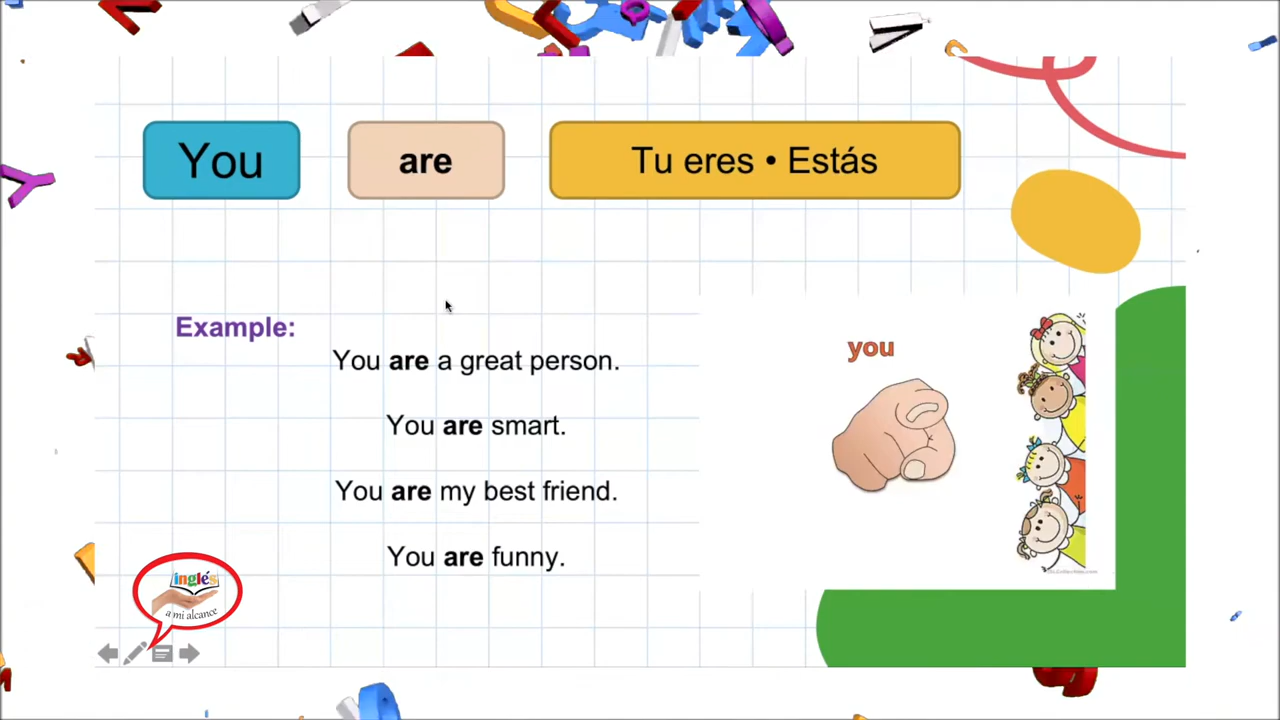 You
are
Tu eres • Estás
Example:
You are a great person.
You are smart.
You are my best friend.
You are funny.
you
inglés
a mi alcance